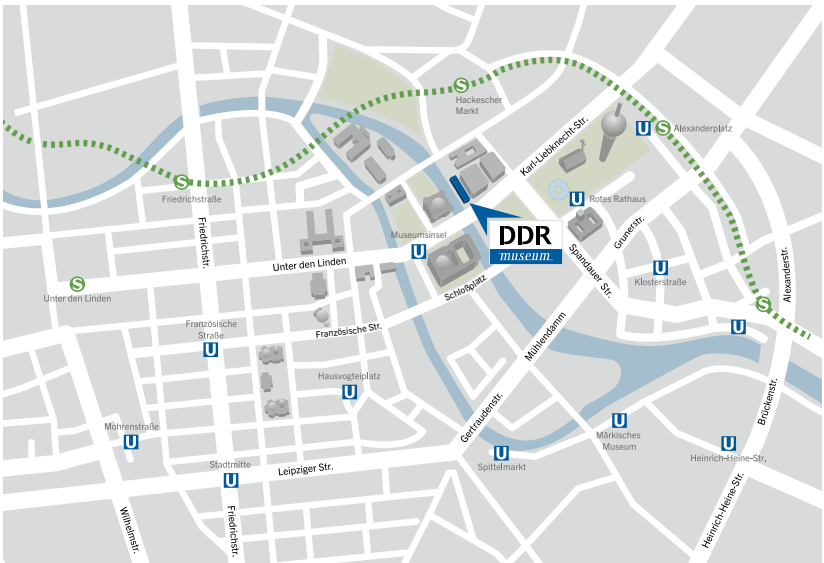 S
Hackescher
Markt
Karl-Liebknecht-Str.
U
S
Alexanderplatz
S
Friedrichstraße
U
Rotes Rathaus
Friedrichstr.
Museumsinsel
U
DDR
museum
Spandauer Str.
Grunerstr.
Alexanderstr.
Unter den Linden
U
Klosterstraße
S
Unter den Linden
Schloßplatz
S
Französische
Straße
U
Französische Str.
Mühlendamm
U
Hausvogteiplatz
U
Brückenstr.
Gertraudenstr.
Mohrenstraße
U
U
Märkisches
Museum
U
Heinrich-Heine-Str.
Stadtmitte
U
Leipziger Str.
U
Spittelmarkt
Wilhelmstr.
Friedrichstr.
Heinrich-Heine-Str.